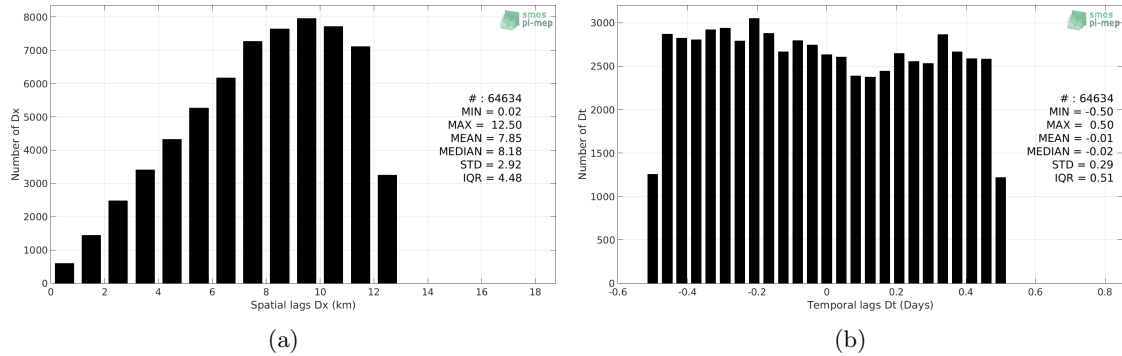 smos
pi-mep
8000
7000
6000
5000
4000
3000
2000
1000
0
Number of Dx
# : 64634
MIN = 0.02
MAX = 12.50
MEAN = 7.85
MEDIAN = 8.18
STD = 2.92
IQR = 4.48
0 2 4 6 8 10 12 14 16 18
Spatial lags Dx (km)
(a)
smos
pi-mep
3000
2500
2000
1500
1000
500
0
Number of Dt
# : 64634
MIN = -0.50
MAX = 0.50
MEAN = -0.01
MEDIAN = -0.02
STD = 0.29
IQR = 0.51
-0.6 -0.4 -0.2 0 0.2 0.4 0.6 0.8
Temporal lags Dt (Days)
(b)